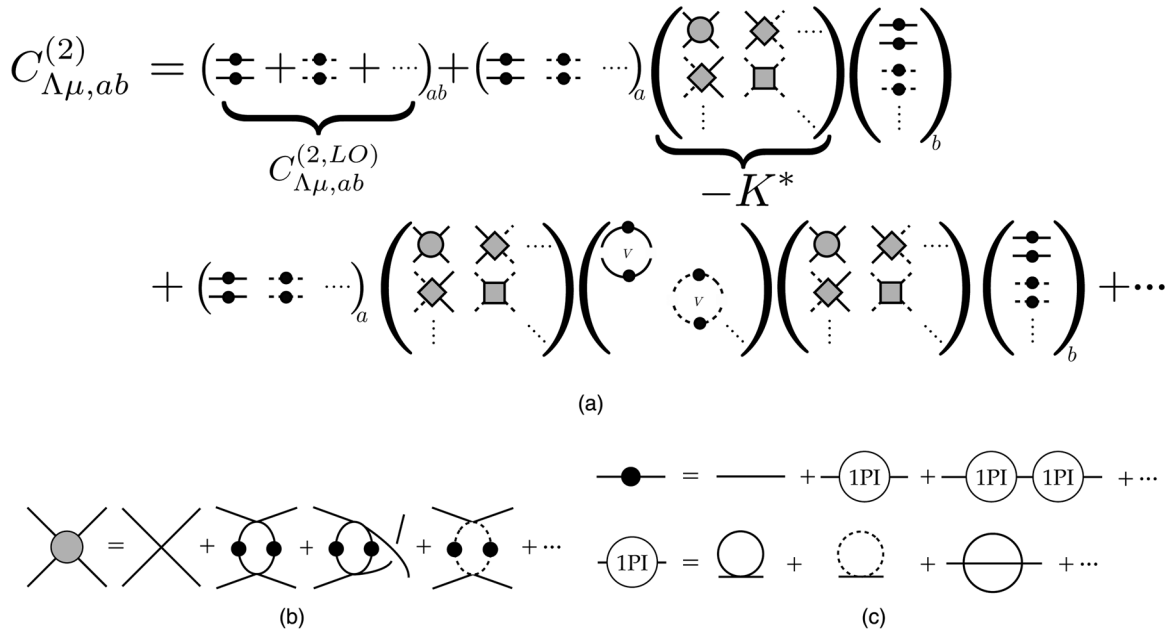 C^{(2)}_{Λμ,ab} = ( + + ····)_{ab} + ( ····)_a ( ···· ⋮ ⋱ ) ( ⋮ )_b
C^{(2,LO)}_{Λμ,ab}
−K*
+ ( ····)_a ( ···· ⋮ ⋱ ) ( V V ⋱ ) ( ···· ⋮ ⋱ ) ( ⋮ )_b + ···
(a)
= + 1PI + 1PI 1PI + ···
= + + + + ···
1PI = + + + ···
(b)
(c)